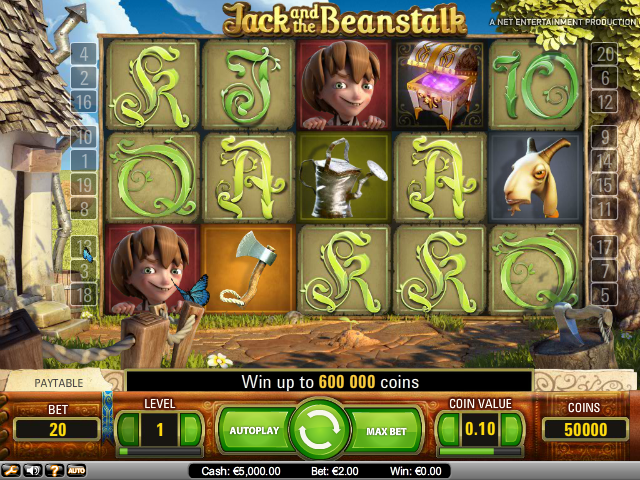 Jack and the Beanstalk
A NET ENTERTAINMENT PRODUCTION
4
2
16
10
1
19
8
13
3
18
K J 10
Q A A
K K Q
20
6
12
9
14
15
11
17
7
5
PAYTABLE
Win up to 600 000 coins
BET
20
LEVEL
1
AUTOPLAY
MAX BET
COIN VALUE
0.10
COINS
50000
?
AUTO
Cash: €5,000.00 Bet: €2.00 Win: €0.00